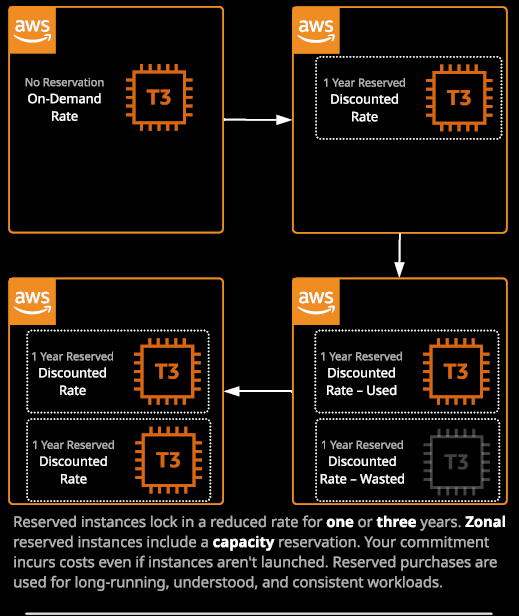 aws
No Reservation
On-Demand
Rate
T3
aws
1 Year Reserved
Discounted
Rate
T3
aws
1 Year Reserved
Discounted
Rate
T3
1 Year Reserved
Discounted
Rate
T3
aws
1 Year Reserved
Discounted
Rate – Used
T3
1 Year Reserved
Discounted
Rate – Wasted
T3
Reserved instances lock in a reduced rate for one or three years. Zonal
reserved instances include a capacity reservation. Your commitment
incurs costs even if instances aren't launched. Reserved purchases are
used for long-running, understood, and consistent workloads.